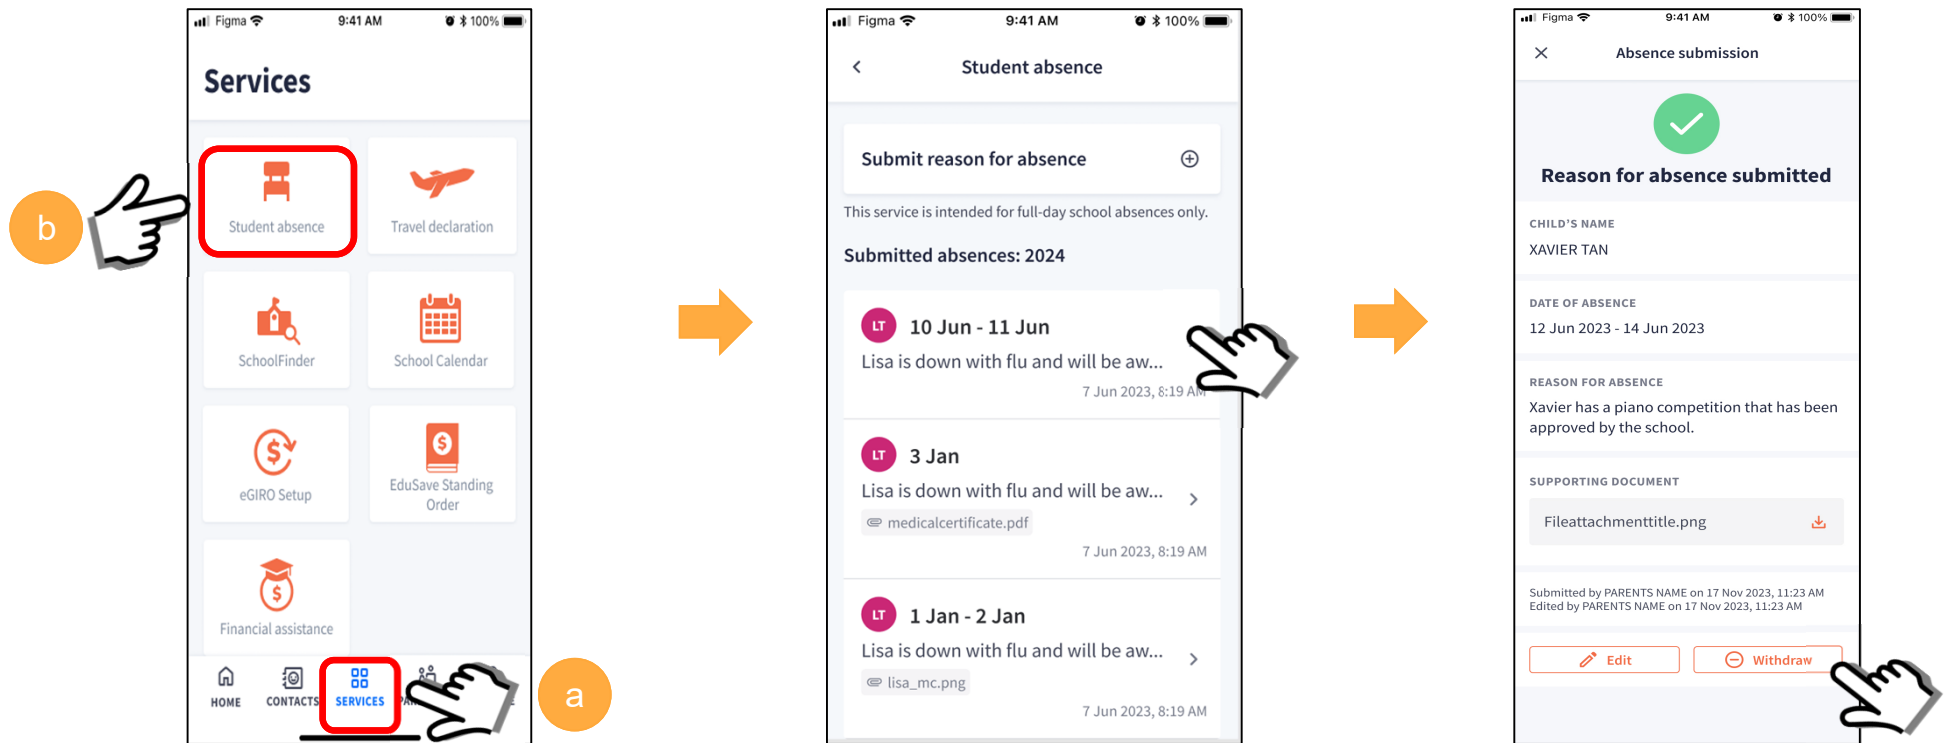 Figma 9:41 AM 100%
Services
Student absence
Travel declaration
SchoolFinder
School Calendar
eGIRO Setup
EduSave Standing
Order
Financial assistance
HOME
CONTACTS
SERVICES
b
a
Figma 9:41 AM 100%
Student absence
Submit reason for absence
This service is intended for full-day school absences only.
Submitted absences: 2024
LT 10 Jun - 11 Jun
Lisa is down with flu and will be aw...
7 Jun 2023, 8:19 AM
LT 3 Jan
Lisa is down with flu and will be aw...
medicalcertificate.pdf
7 Jun 2023, 8:19 AM
LT 1 Jan - 2 Jan
Lisa is down with flu and will be aw...
lisa_mc.png
7 Jun 2023, 8:19 AM
Figma 9:41 AM 100%
Absence submission
Reason for absence submitted
CHILD'S NAME
XAVIER TAN
DATE OF ABSENCE
12 Jun 2023 - 14 Jun 2023
REASON FOR ABSENCE
Xavier has a piano competition that has been
approved by the school.
SUPPORTING DOCUMENT
Fileattachmenttitle.png
Submitted by PARENTS NAME on 17 Nov 2023, 11:23 AM
Edited by PARENTS NAME on 17 Nov 2023, 11:23 AM
Edit
Withdraw